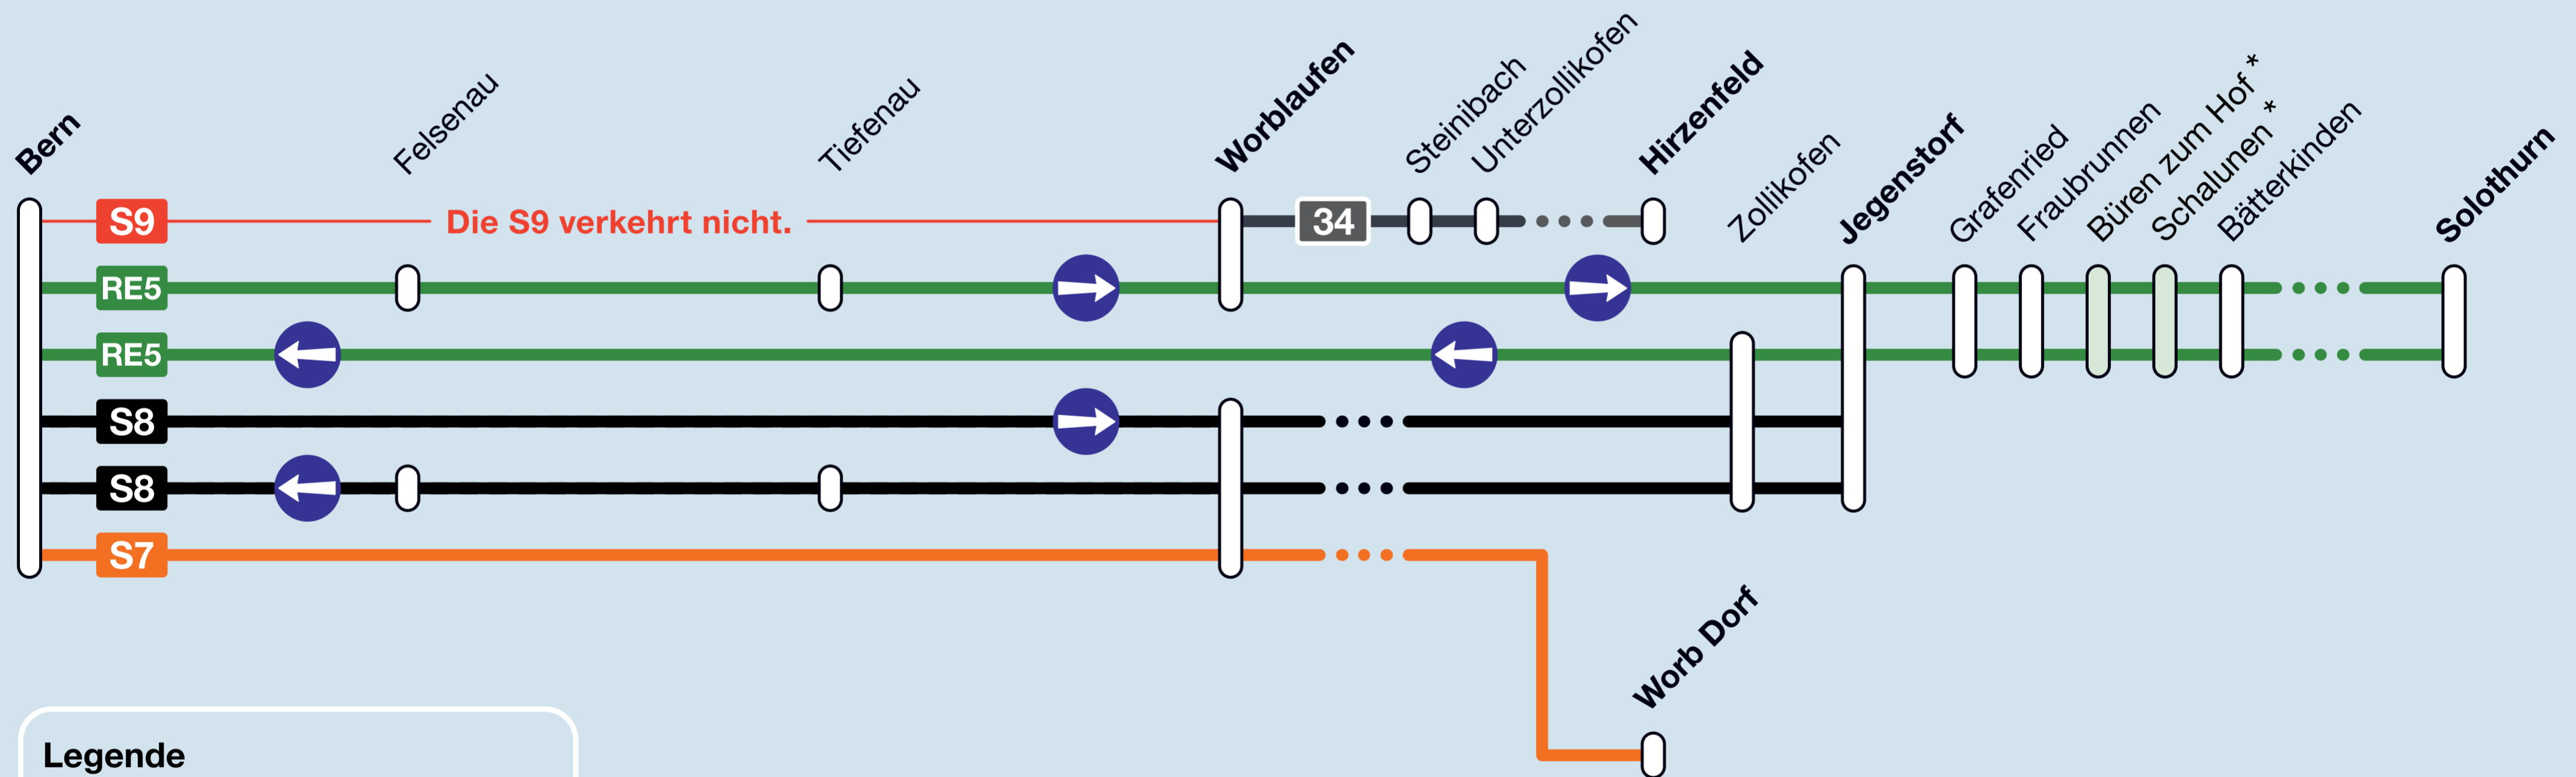 Bern
Felsenau
Tiefenau
Worblaufen
Steinibach
Unterzollikofen
Hirzenfeld
Zollikofen
Jegenstorf
Grafenried
Fraubrunnen
Büren zum Hof *
Schalunen *
Bätterkinden
Solothurn
S9
Die S9 verkehrt nicht.
34
RE5
RE5
S8
S8
S7
Worb Dorf
Legende